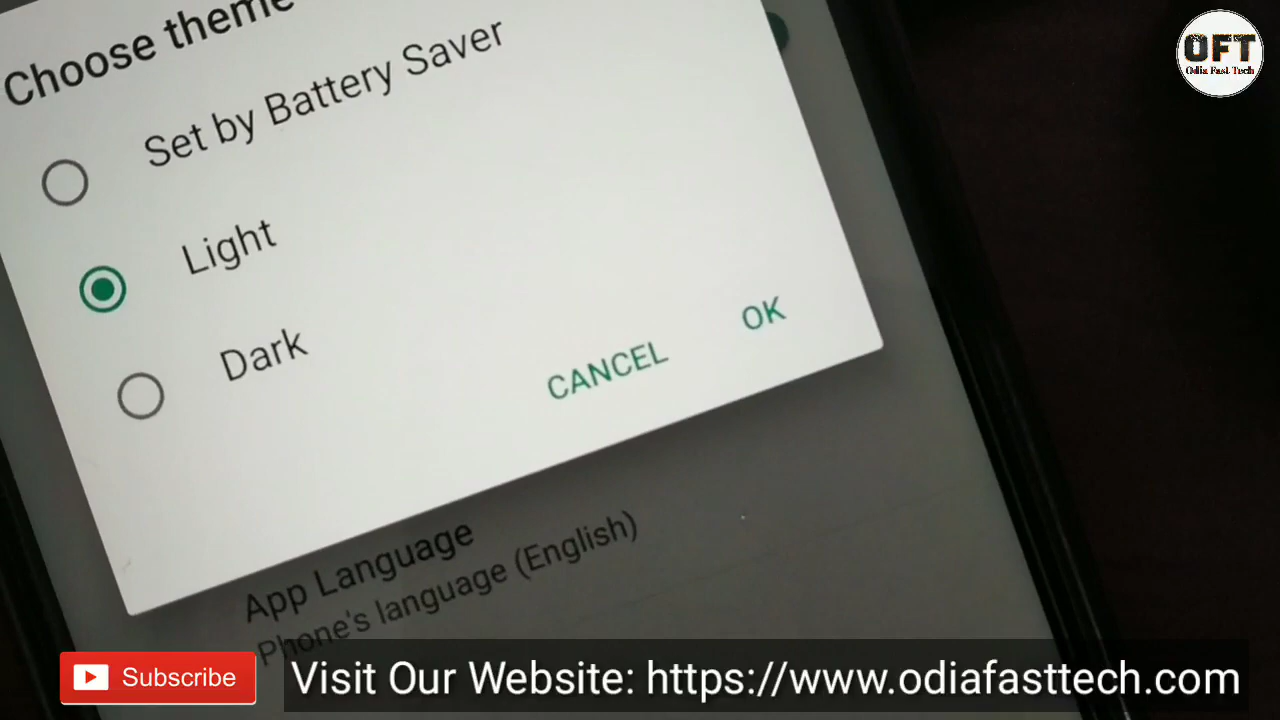 Choose theme
Set by Battery Saver
Light
Dark
CANCEL
OK
App Language
Phone's language (English)
OFT
Odia Fast Tech
Subscribe
Visit Our Website: https://www.odiafasttech.com